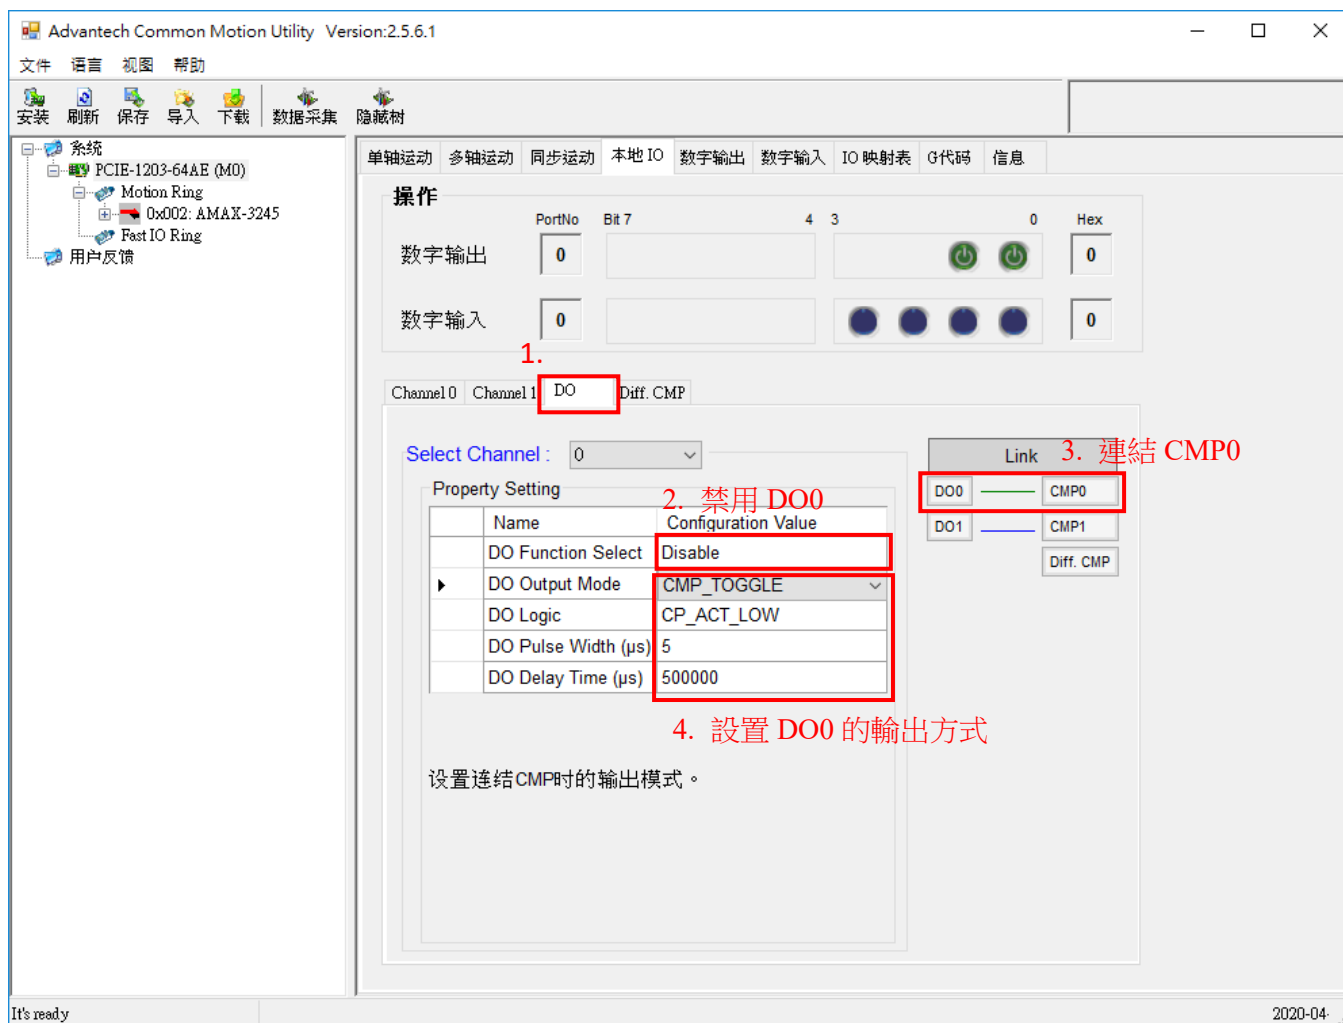 Advantech Common Motion Utility Version:2.5.6.1
文件 语言 视图 帮助
安装 刷新 保存 导入 下载 数据采集 隐藏树
系统
PCIE-1203-64AE (M0)
Motion Ring
0x002: AMAX-3245
Fast IO Ring
用户反馈
单轴运动 多轴运动 同步运动 本地 IO 数字输出 数字输入 IO 映射表 G代码 信息
操作
PortNo Bit 7 4 3 0 Hex
数字输出 0 0
数字输入 0 0
1.
Channel 0 Channel 1 DO Diff. CMP
Select Channel : 0
Link
3. 連結 CMP0
Property Setting
2. 禁用 DO0
DO0 CMP0
Name Configuration Value
DO1 CMP1
DO Function Select Disable
Diff. CMP
DO Output Mode CMP_TOGGLE
DO Logic CP_ACT_LOW
DO Pulse Width (µs) 5
DO Delay Time (µs) 500000
4. 設置 DO0 的輸出方式
设置连结CMP时的输出模式。
It's ready 2020-04-